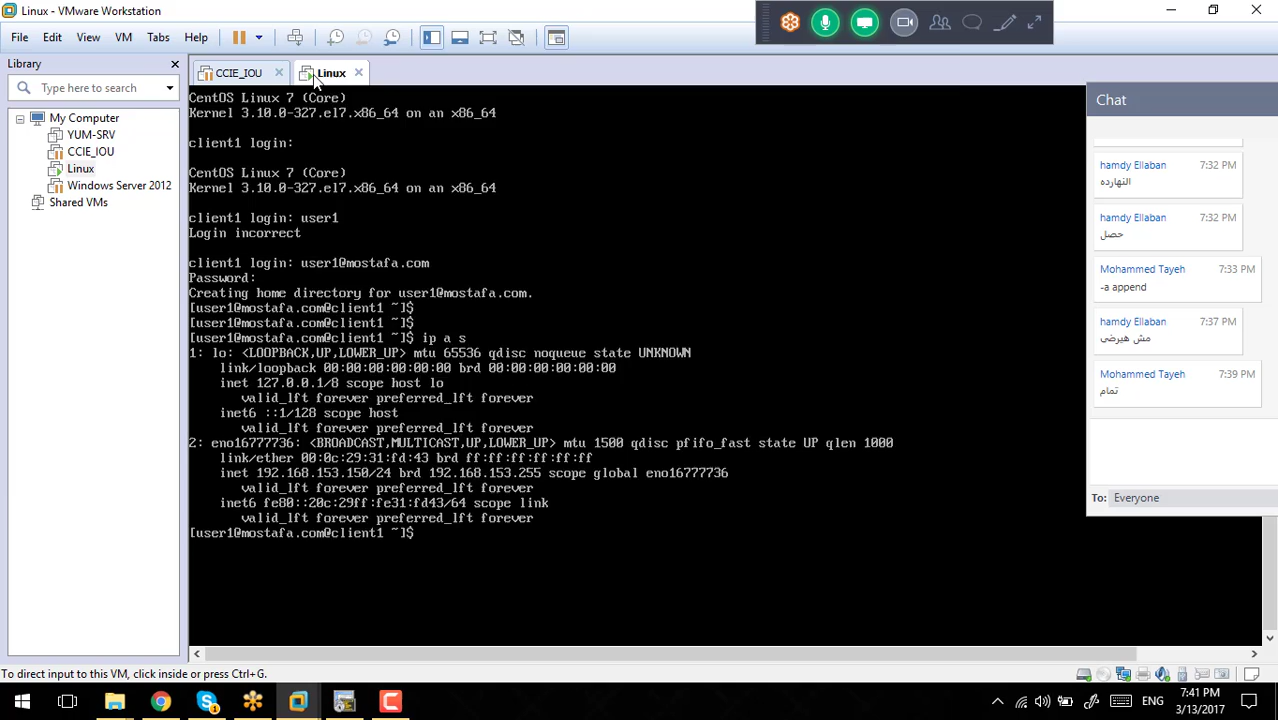 Linux - VMware Workstation
File Edit View VM Tabs Help
Library
Type here to search
My Computer
YUM-SRV
CCIE_IOU
Linux
Windows Server 2012
Shared VMs
CCIE_IOU
Linux
CentOS Linux 7 (Core)
Kernel 3.10.0-327.el7.x86_64 on an x86_64
client1 login:
CentOS Linux 7 (Core)
Kernel 3.10.0-327.el7.x86_64 on an x86_64
client1 login: user1
Login incorrect
client1 login: user1@mostafa.com
Password:
Creating home directory for user1@mostafa.com.
[user1@mostafa.com@client1 ~]$
[user1@mostafa.com@client1 ~]$
[user1@mostafa.com@client1 ~]$ ip a s
1: lo: <LOOPBACK,UP,LOWER_UP> mtu 65536 qdisc noqueue state UNKNOWN
link/loopback 00:00:00:00:00:00 brd 00:00:00:00:00:00
inet 127.0.0.1/8 scope host lo
valid_lft forever preferred_lft forever
inet6 ::1/128 scope host
valid_lft forever preferred_lft forever
2: eno16777736: <BROADCAST,MULTICAST,UP,LOWER_UP> mtu 1500 qdisc pfifo_fast state UP qlen 1000
link/ether 00:0c:29:31:fd:43 brd ff:ff:ff:ff:ff:ff
inet 192.168.153.150/24 brd 192.168.153.255 scope global eno16777736
valid_lft forever preferred_lft forever
inet6 fe80::20c:29ff:fe31:fd43/64 scope link
valid_lft forever preferred_lft forever
[user1@mostafa.com@client1 ~]$
Chat
hamdy Ellaban 7:32 PM
النهارده
hamdy Ellaban 7:32 PM
حصل
Mohammed Tayeh 7:33 PM
-a append
hamdy Ellaban 7:37 PM
مش هيرضى
Mohammed Tayeh 7:39 PM
تمام
To: Everyone
To direct input to this VM, click inside or press Ctrl+G.
ENG
7:41 PM
3/13/2017